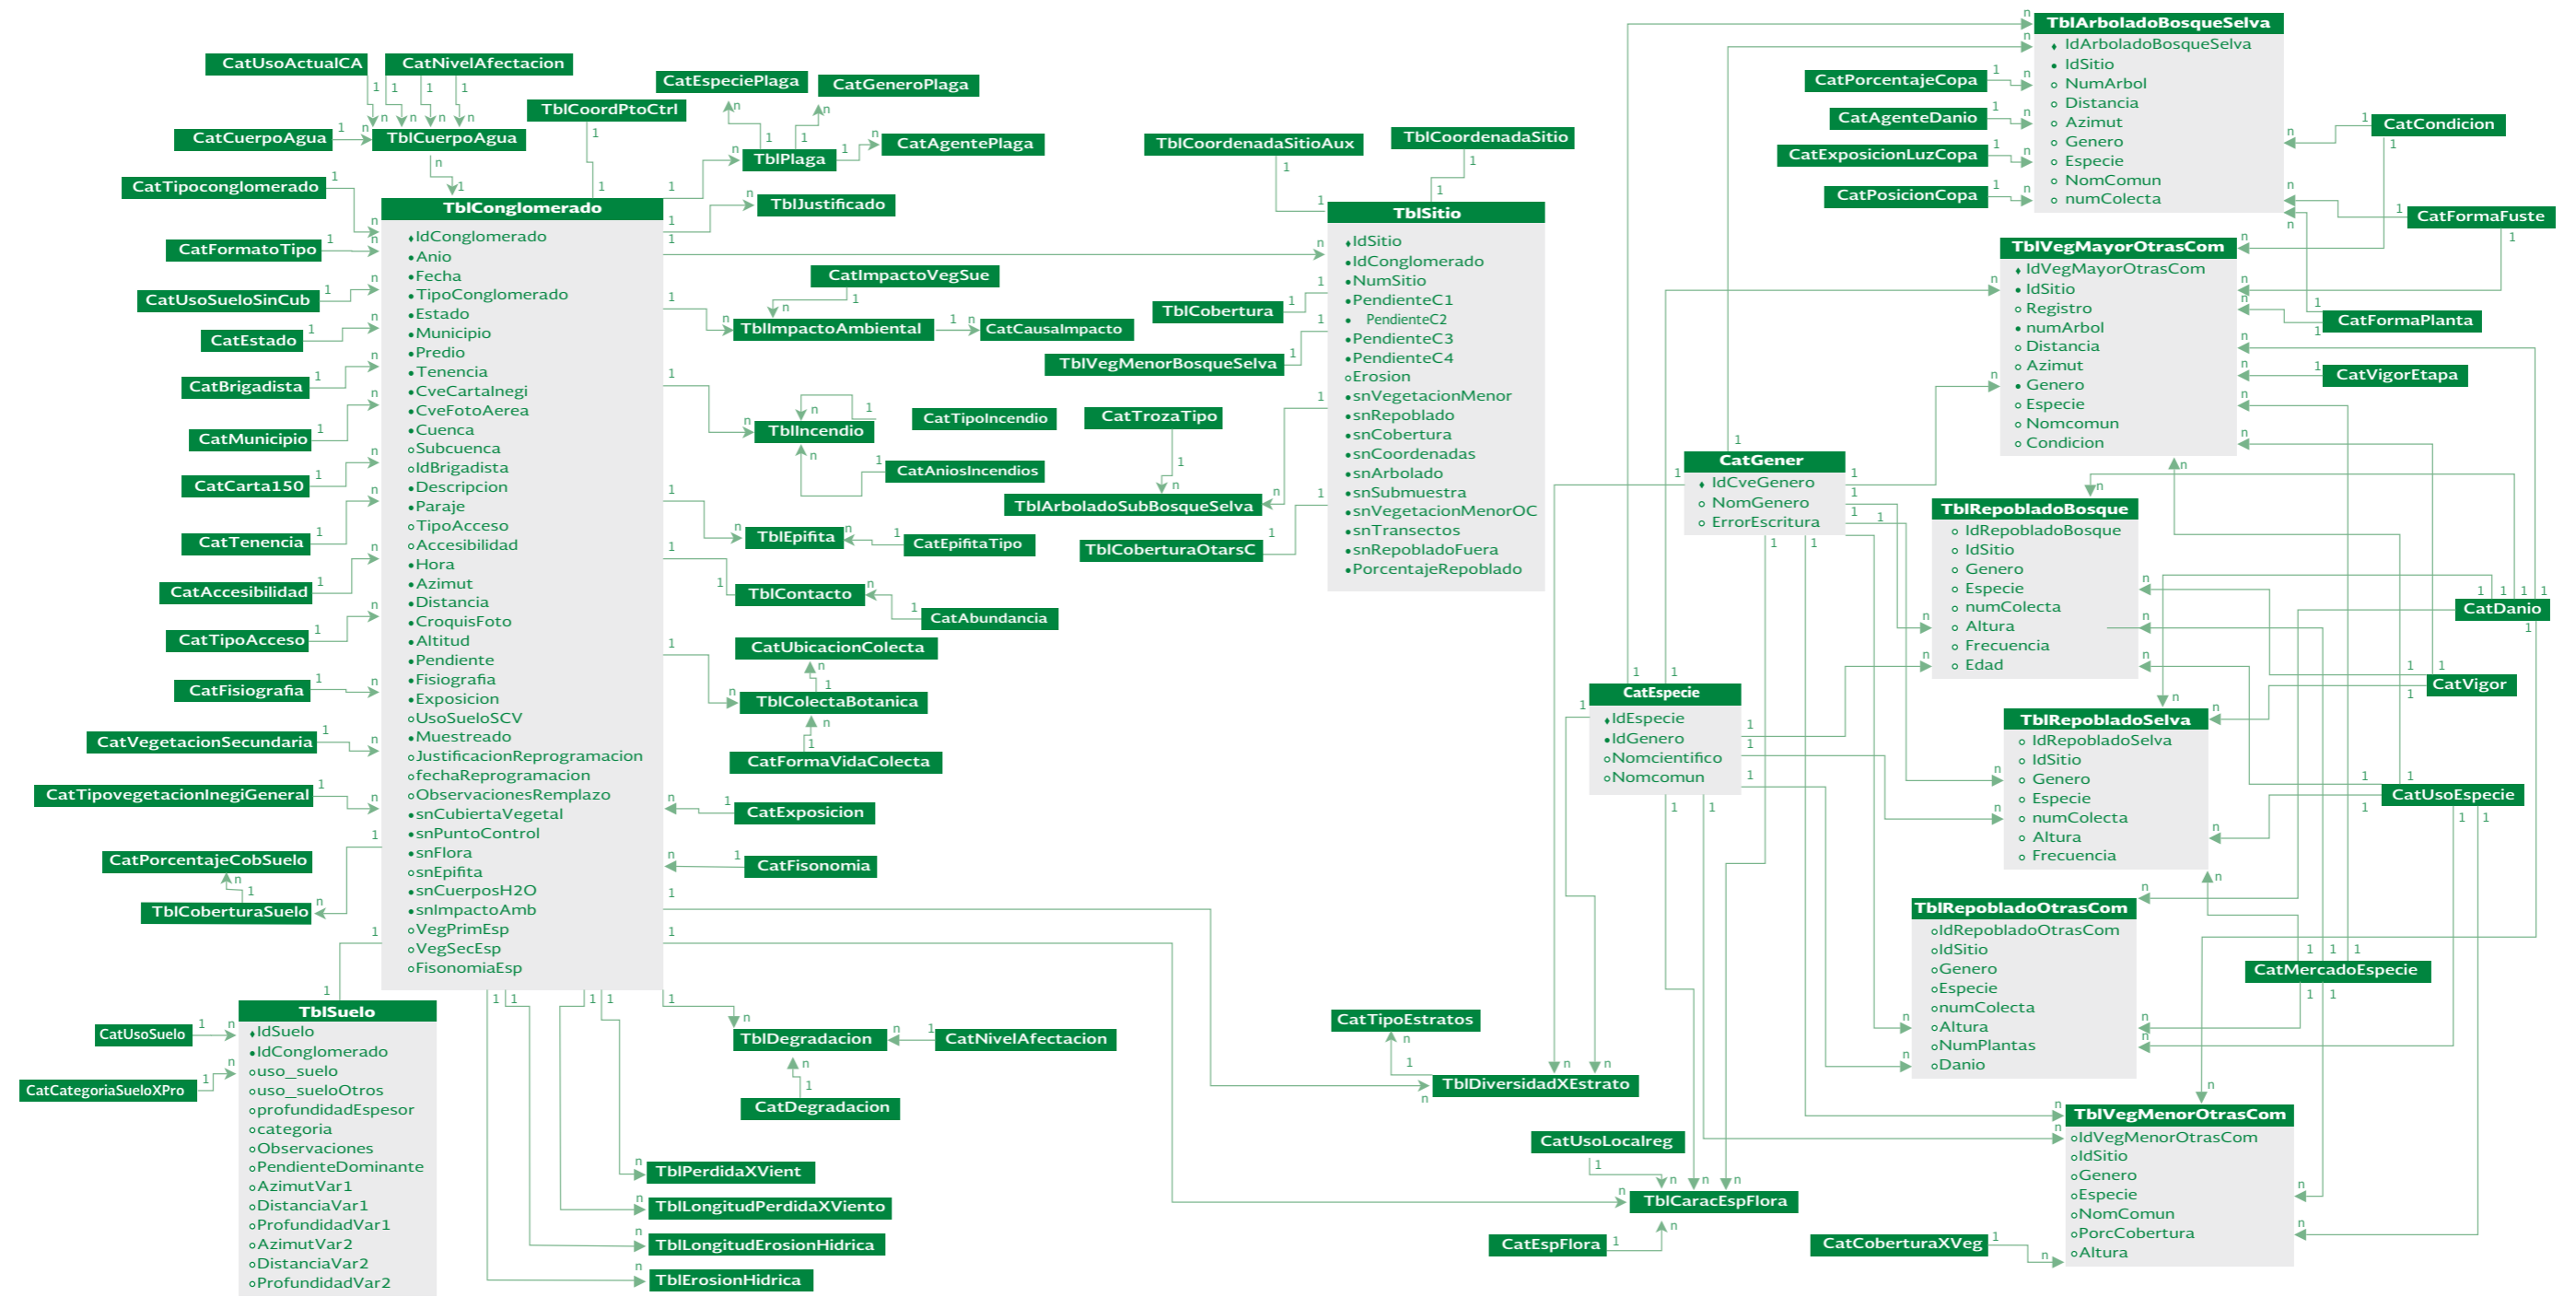 CatUsoActualCA
CatNivelAfectacion
CatCuerpoAgua
TblCuerpoAgua
TblCoordPtoCtrl
CatEspeciePlaga
CatGeneroPlaga
TblPlaga
CatAgentePlaga
TblJustificado
CatTipoconglomerado
CatFormatoTipo
CatUsoSueloSinCub
CatEstado
CatBrigadista
CatMunicipio
CatCarta150
CatTenencia
CatAccesibilidad
CatTipoAcceso
CatFisiografia
CatVegetacionSecundaria
CatTipovegetacionInegiGeneral
CatPorcentajeCobSuelo
TblCoberturaSuelo
TblConglomerado
IdConglomerado
Anio
Fecha
TipoConglomerado
Estado
Municipio
Predio
Tenencia
CveCartaInegi
CveFotoAerea
Cuenca
Subcuenca
IdBrigadista
Descripcion
Paraje
TipoAcceso
Accesibilidad
Hora
Azimut
Distancia
CroquisFoto
Altitud
Pendiente
Fisiografia
Exposicion
UsoSueloSCV
Muestreado
JustificacionReprogramacion
fechaReprogramacion
ObservacionesRemplazo
snCubiertaVegetal
snPuntoControl
snFlora
snEpifita
snCuerposH2O
snImpactoAmb
VegPrimEsp
VegSecEsp
FisonomiaEsp
CatUsoSuelo
CatCategoriaSueloXPro
TblSuelo
IdSuelo
IdConglomerado
uso_suelo
uso_sueloOtros
profundidadEspesor
categoria
Observaciones
PendienteDominante
AzimutVar1
DistanciaVar1
ProfundidadVar1
AzimutVar2
DistanciaVar2
ProfundidadVar2
CatImpactoVegSue
TblImpactoAmbiental
CatCausaImpacto
TblIncendio
CatTipoIncendio
CatAniosIncendios
TblEpifita
CatEpifitaTipo
TblContacto
CatAbundancia
CatUbicacionColecta
TblColectaBotanica
CatFormaVidaColecta
CatExposicion
CatFisonomia
TblDegradacion
CatNivelAfectacion
CatDegradacion
TblPerdidaXVient
TblLongitudPerdidaXViento
TblLongitudErosionHidrica
TblErosionHidrica
TblCoordenadaSitioAux
TblCoordenadaSitio
TblCobertura
TblVegMenorBosqueSelva
CatTrozaTipo
TblArboladoSubBosqueSelva
TblCoberturaOtarsC
TblSitio
IdSitio
IdConglomerado
NumSitio
PendienteC1
PendienteC2
PendienteC3
PendienteC4
Erosion
snVegetacionMenor
snRepoblado
snCobertura
snCoordenadas
snArbolado
snSubmuestra
snVegetacionMenorOC
snTransectos
snRepobladoFuera
PorcentajeRepoblado
CatTipoEstratos
TblDiversidadXEstrato
CatUsoLocalreg
TblCaracEspFlora
CatEspFlora
CatGener
IdCveGenero
NomGenero
ErrorEscritura
CatEspecie
IdEspecie
IdGenero
Nomcientifico
Nomcomun
CatPorcentajeCopa
CatAgenteDanio
CatExposicionLuzCopa
CatPosicionCopa
TblArboladoBosqueSelva
IdArboladoBosqueSelva
IdSitio
NumArbol
Distancia
Azimut
Genero
Especie
NomComun
numColecta
TblVegMayorOtrasCom
IdVegMayorOtrasCom
IdSitio
Registro
numArbol
Distancia
Azimut
Genero
Especie
Nomcomun
Condicion
TblRepobladoBosque
IdRepobladoBosque
IdSitio
Genero
Especie
numColecta
Altura
Frecuencia
Edad
TblRepobladoSelva
IdRepobladoSelva
IdSitio
Genero
Especie
numColecta
Altura
Frecuencia
TblRepobladoOtrasCom
IdRepobladoOtrasCom
IdSitio
Genero
Especie
numColecta
Altura
NumPlantas
Danio
TblVegMenorOtrasCom
IdVegMenorOtrasCom
IdSitio
Genero
Especie
NomComun
PorcCobertura
Altura
CatCoberturaXVeg
CatCondicion
CatFormaFuste
CatFormaPlanta
CatVigorEtapa
CatDanio
CatVigor
CatUsoEspecie
CatMercadoEspecie